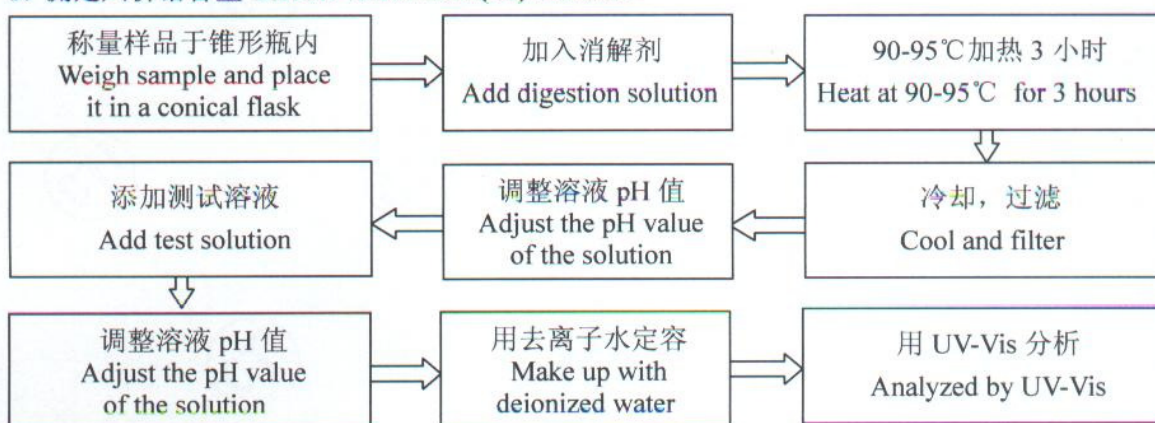 称量样品于锥形瓶内
Weigh sample and place
it in a conical flask
加入消解剂
Add digestion solution
90-95℃加热 3 小时
Heat at 90-95℃ for 3 hours
冷却，过滤
Cool and filter
调整溶液 pH 值
Adjust the pH value
of the solution
添加测试溶液
Add test solution
调整溶液 pH 值
Adjust the pH value
of the solution
用去离子水定容
Make up with
deionized water
用 UV-Vis 分析
Analyzed by UV-Vis